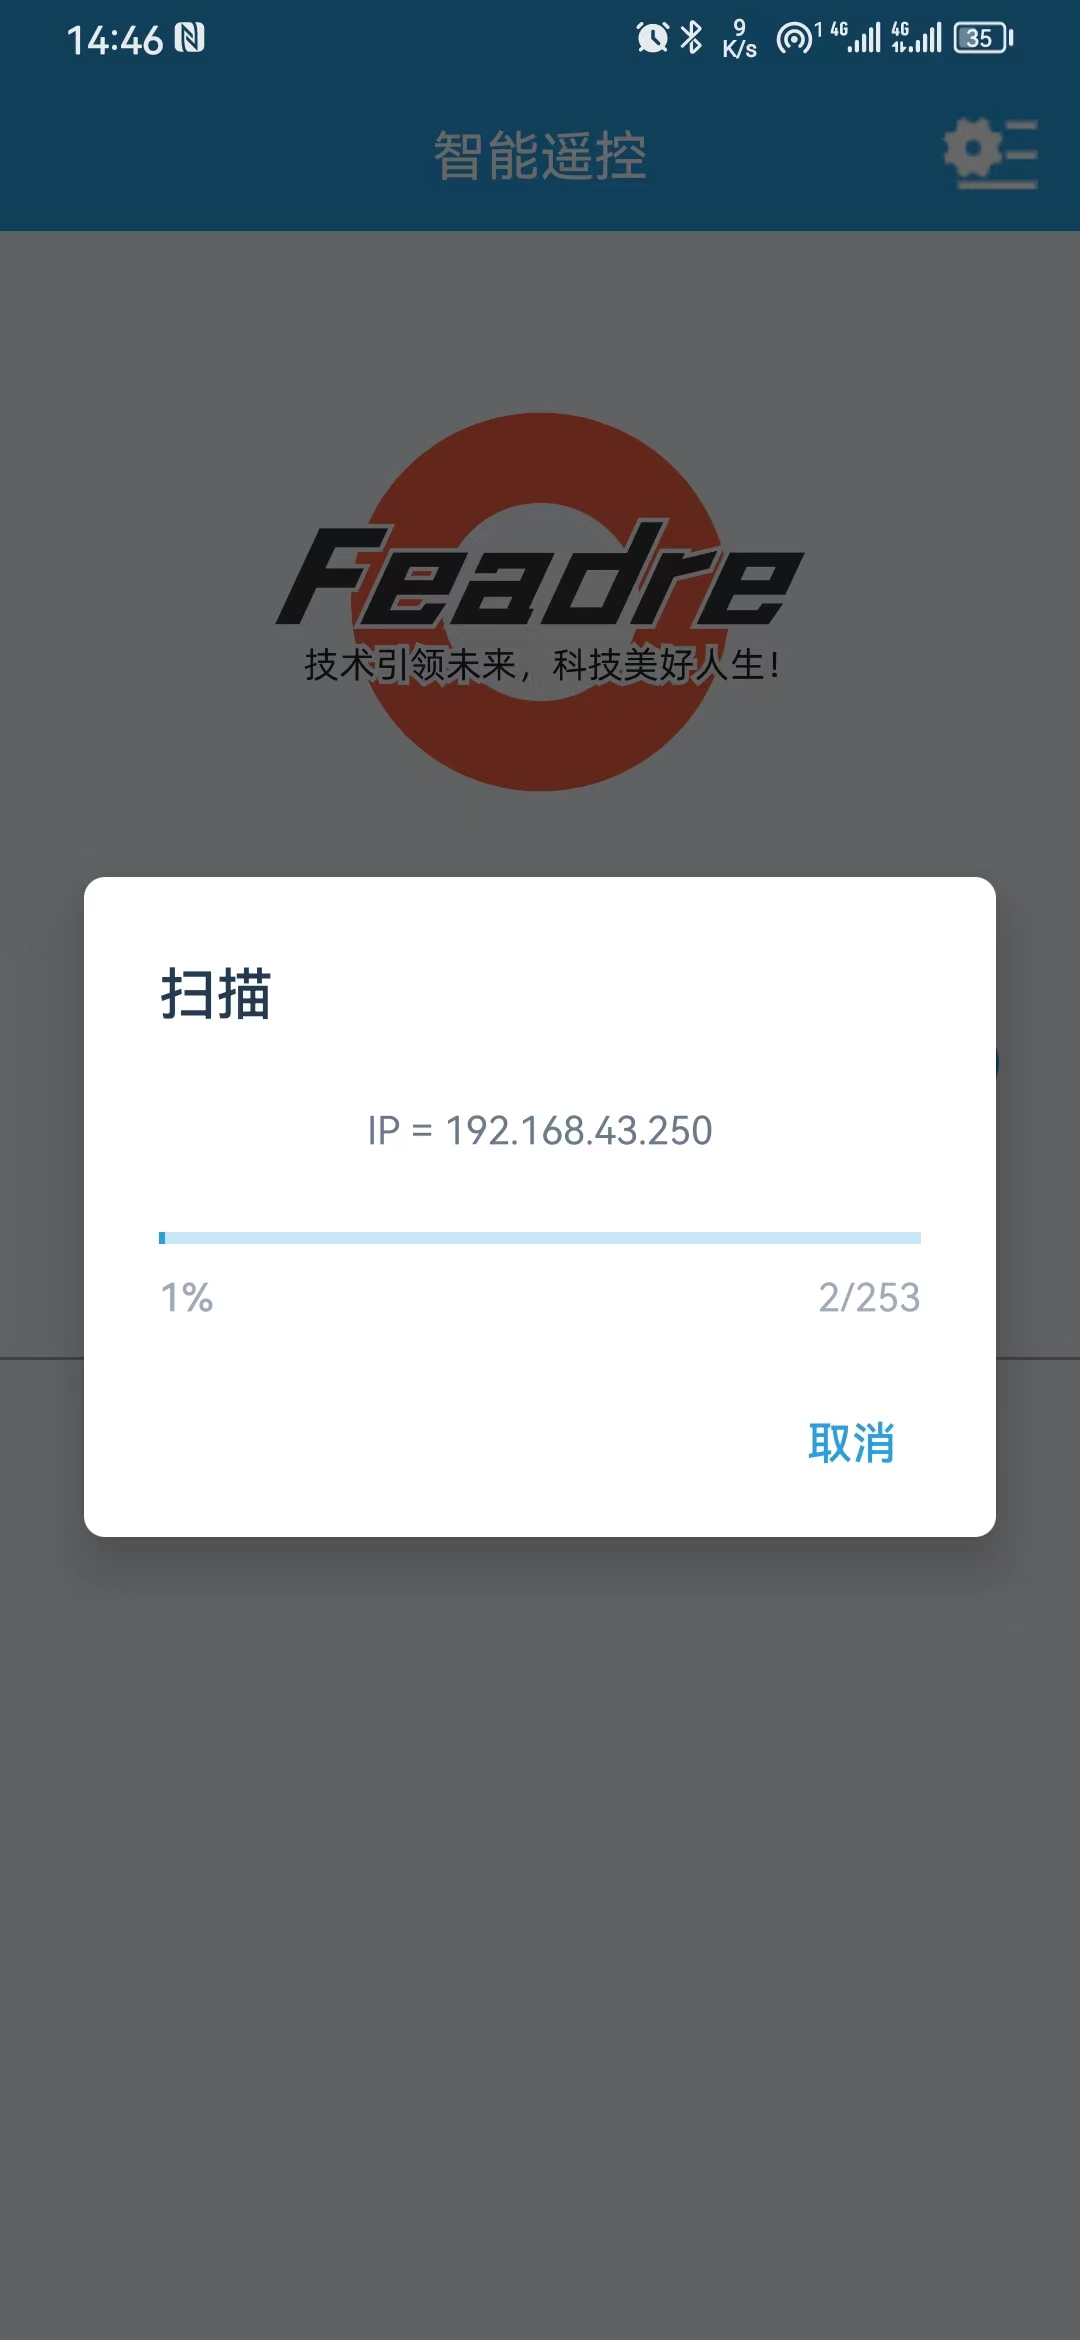 14:46
9 K/s
1 4G 4G 35
智能遥控
Feadre
技术引领未来，科技美好人生！
扫描
IP = 192.168.43.250
1% 2/253
取消